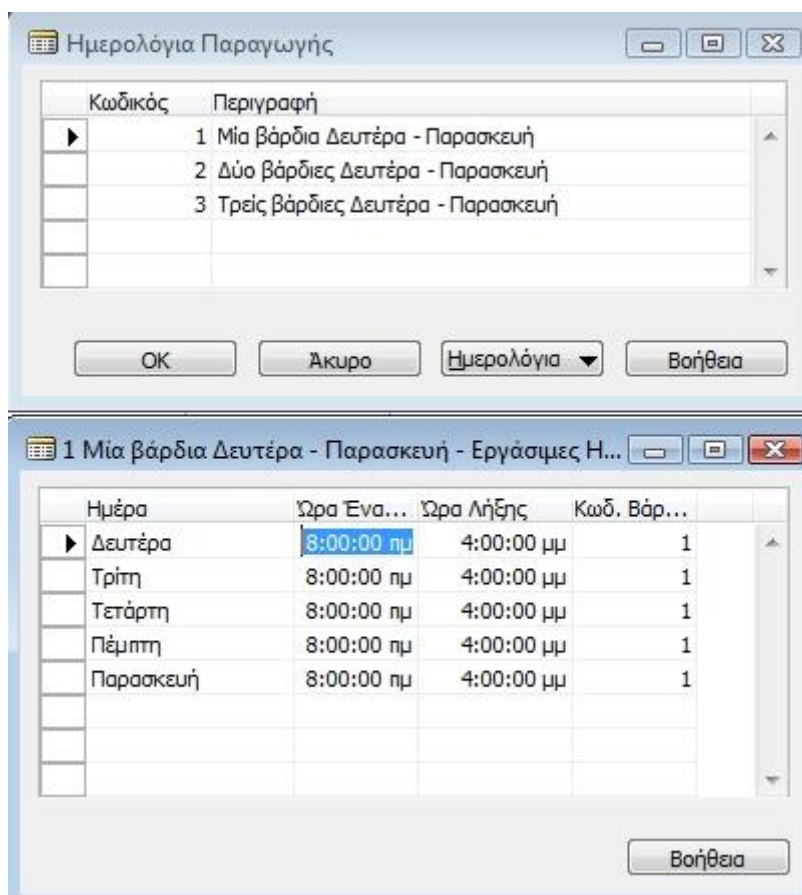 Ημερολόγια Παραγωγής
Κωδικός Περιγραφή
1 Μία βάρδια Δευτέρα - Παρασκευή
2 Δύο βάρδιες Δευτέρα - Παρασκευή
3 Τρείς βάρδιες Δευτέρα - Παρασκευή
OK Άκυρο Ημερολόγια Βοήθεια
1 Μία βάρδια Δευτέρα - Παρασκευή - Εργάσιμες Η...
Ημέρα Ώρα Ένα... Ώρα Λήξης Κωδ. Βάρ...
Δευτέρα 8:00:00 πμ 4:00:00 μμ 1
Τρίτη 8:00:00 πμ 4:00:00 μμ 1
Τετάρτη 8:00:00 πμ 4:00:00 μμ 1
Πέμπτη 8:00:00 πμ 4:00:00 μμ 1
Παρασκευή 8:00:00 πμ 4:00:00 μμ 1
Βοήθεια